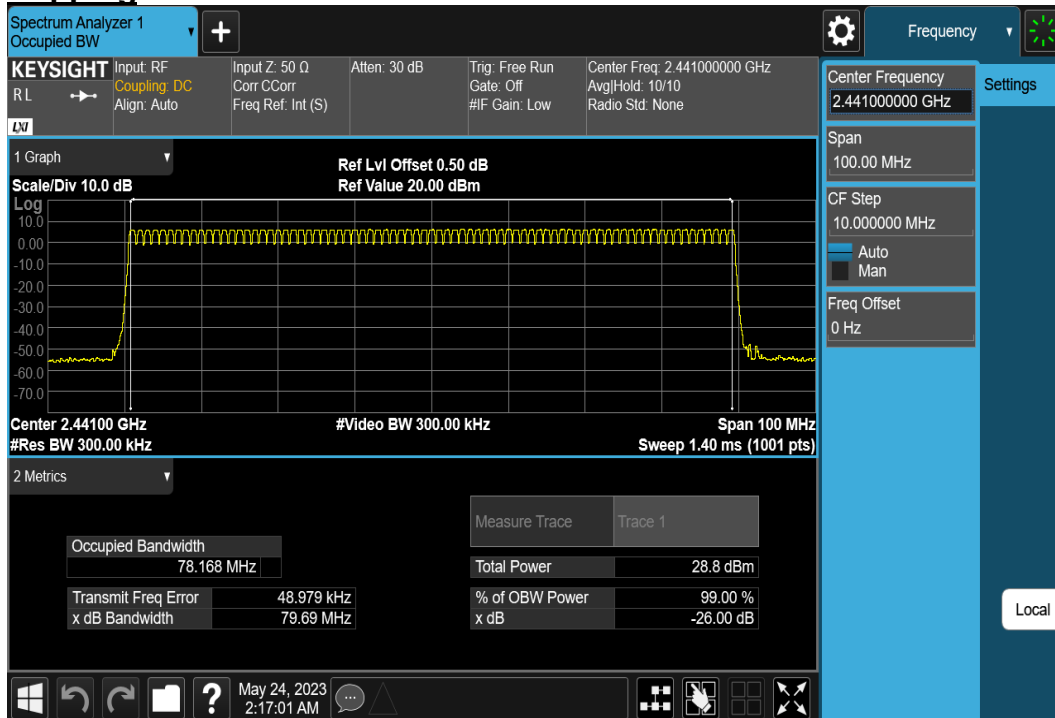 Spectrum Analyzer 1
Occupied BW
Frequency
KEYSIGHT
RL
LXI
Input: RF
Coupling: DC
Align: Auto
Input Z: 50 Ω
Corr CCorr
Freq Ref: Int (S)
Atten: 30 dB
Trig: Free Run
Gate: Off
#IF Gain: Low
Center Freq: 2.441000000 GHz
Avg|Hold: 10/10
Radio Std: None
Center Frequency
2.441000000 GHz
Settings
Span
100.00 MHz
CF Step
10.000000 MHz
Auto
Man
Freq Offset
0 Hz
Local
1 Graph
Ref Lvl Offset 0.50 dB
Scale/Div 10.0 dB
Ref Value 20.00 dBm
Log
10.0
0.00
-10.0
-20.0
-30.0
-40.0
-50.0
-60.0
-70.0
Center 2.44100 GHz
#Video BW 300.00 kHz
Span 100 MHz
#Res BW 300.00 kHz
Sweep 1.40 ms (1001 pts)
2 Metrics
Measure Trace
Trace 1
Occupied Bandwidth
78.168 MHz
Total Power
28.8 dBm
Transmit Freq Error
48.979 kHz
% of OBW Power
99.00 %
x dB Bandwidth
79.69 MHz
x dB
-26.00 dB
?
May 24, 2023
2:17:01 AM